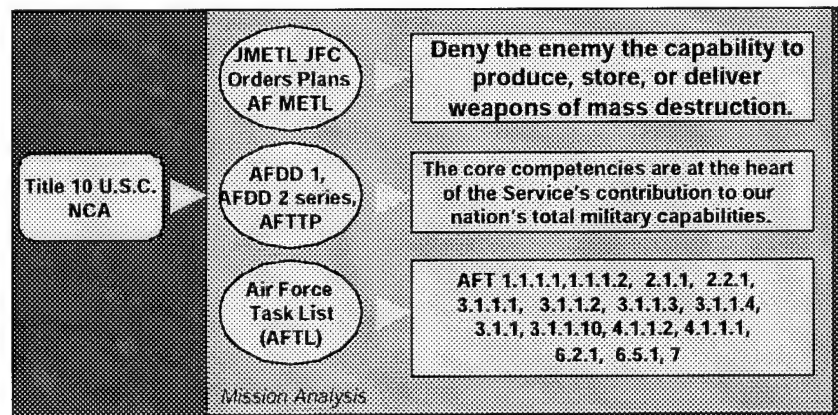 Title 10 U.S.C.
NCA
JMETL JFC
Orders Plans
AF METL
Deny the enemy the capability to
produce, store, or deliver
weapons of mass destruction.
AFDD 1,
AFDD 2 series,
AFTTP
The core competencies are at the heart
of the Service's contribution to our
nation's total military capabilities.
Air Force
Task List
(AFTL)
AFT 1.1.1.1,1.1.1.2, 2.1.1, 2.2.1,
3.1.1.1, 3.1.1.2, 3.1.1.3, 3.1.1.4,
3.1.1, 3.1.1.10, 4.1.1.2, 4.1.1.1,
6.2.1, 6.5.1, 7
Mission Analysis